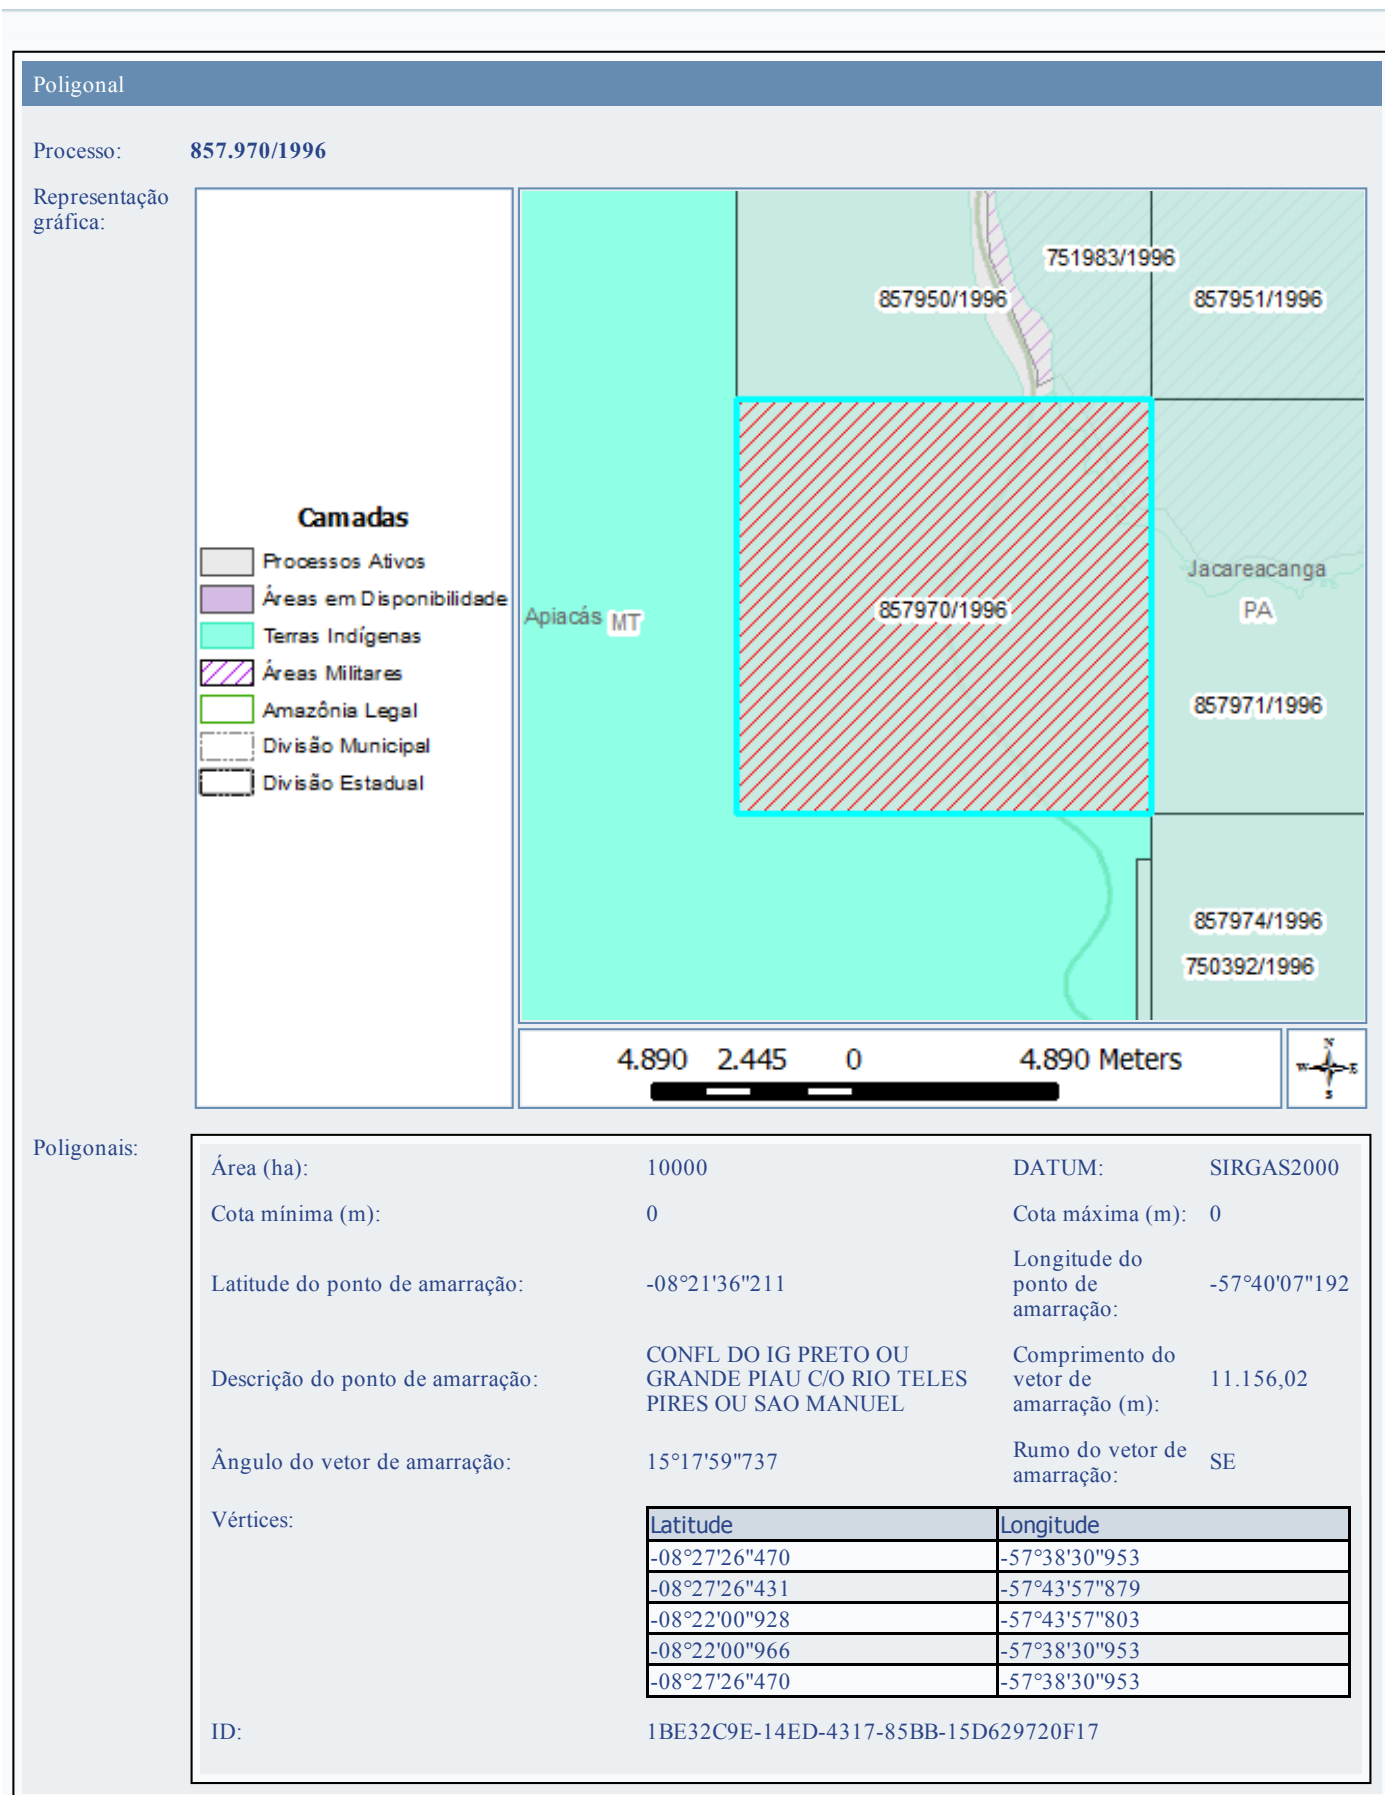 Poligonal
Processo: 857.970/1996
Representação
gráfica:
Camadas
Processos Ativos
Áreas em Disponibilidade
Terras Indígenas
Áreas Militares
Amazônia Legal
Divisão Municipal
Divisão Estadual
751983/1996
857950/1996
857951/1996
Jacareacanga
Apiacás MT
857970/1996
PA
857971/1996
857974/1996
750392/1996
4.890 2.445 0 4.890 Meters
N
W E
S
Poligonais:
Área (ha): 10000 DATUM: SIRGAS2000
Cota mínima (m): 0 Cota máxima (m): 0
Latitude do ponto de amarração: -08°21'36"211
Longitude do
ponto de
amarração:
-57°40'07"192
Descrição do ponto de amarração:
CONFL DO IG PRETO OU
GRANDE PIAU C/O RIO TELES
PIRES OU SAO MANUEL
Comprimento do
vetor de
amarração (m):
11.156,02
Ângulo do vetor de amarração: 15°17'59"737
Rumo do vetor de
amarração:
SE
Vértices:
Latitude Longitude
-08°27'26"470 -57°38'30"953
-08°27'26"431 -57°43'57"879
-08°22'00"928 -57°43'57"803
-08°22'00"966 -57°38'30"953
-08°27'26"470 -57°38'30"953
ID: 1BE32C9E-14ED-4317-85BB-15D629720F17